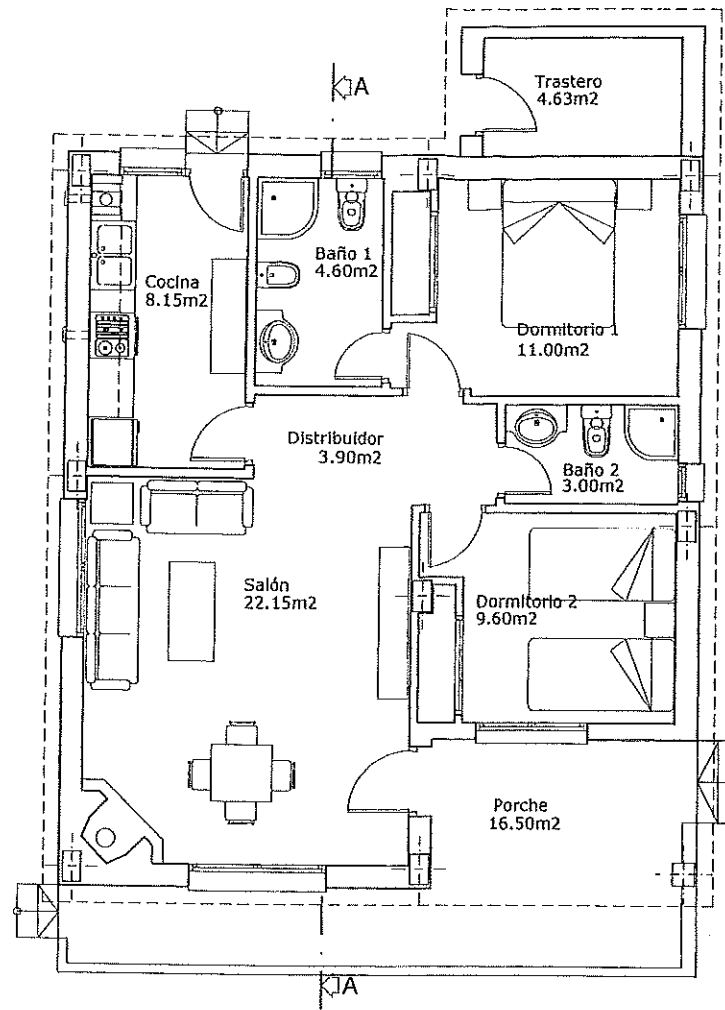 Trastero
4.63m2
A
Baño 1
4.60m2
Cocina
8.15m2
Dormitorio 1
11.00m2
Distribuidor
3.90m2
Baño 2
3.00m2
Salón
22.15m2
Dormitorio 2
9.60m2
Porche
16.50m2
A